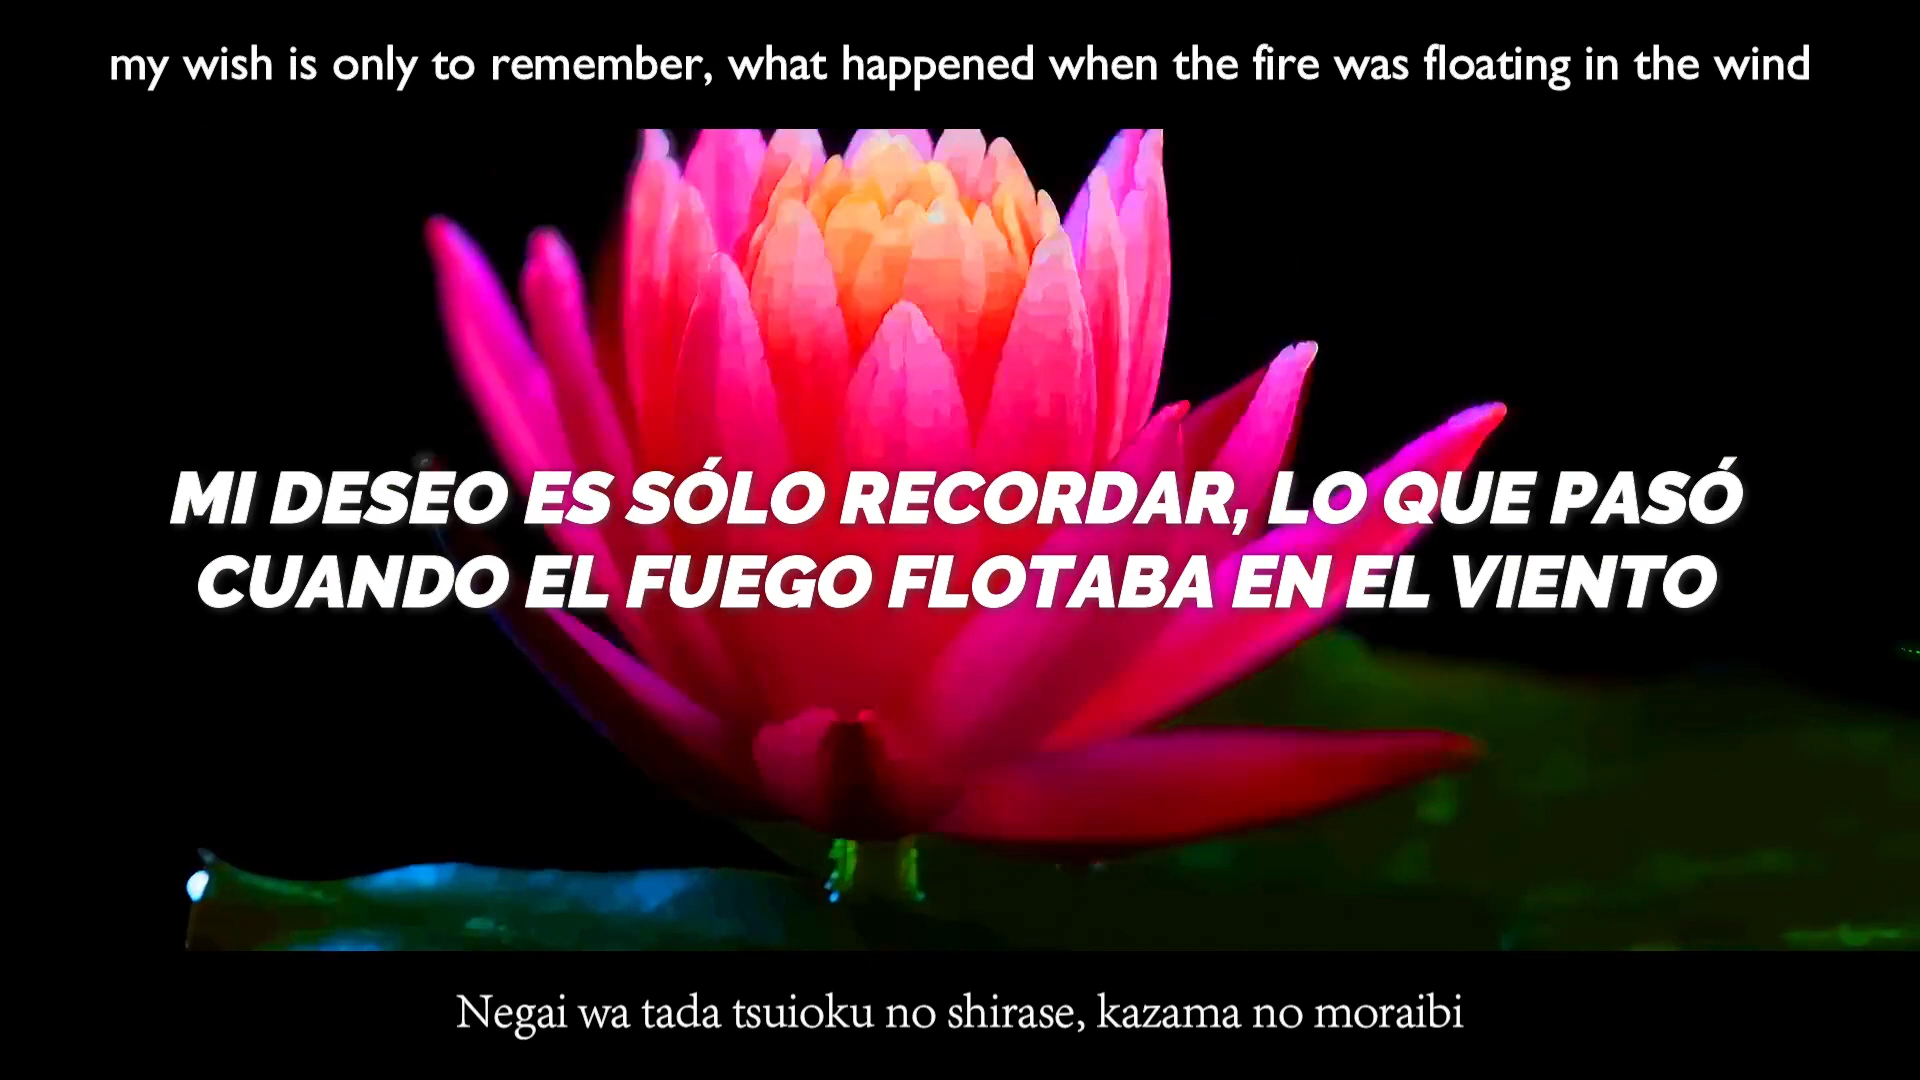 my wish is only to remember, what happened when the fire was floating in the wind
MI DESEO ES SÓLO RECORDAR, LO QUE PASÓ
CUANDO EL FUEGO FLOTABA EN EL VIENTO
Negai wa tada tsuioku no shirase, kazama no moraibi